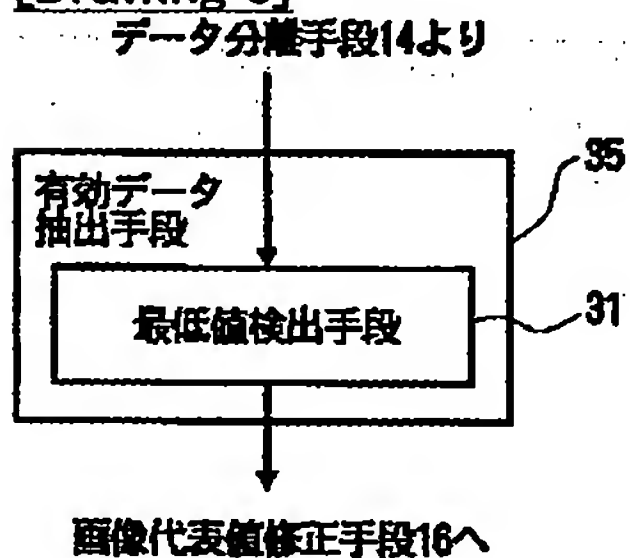 [Drawing
データ分離手段14より
35
有効データ
抽出手段
最低値検出手段
31
画像代表値修正手段16へ